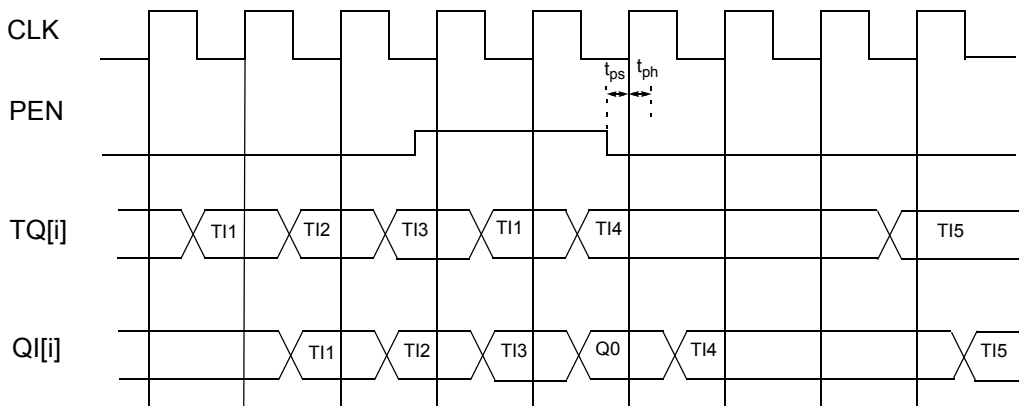 CLK
tps tph
PEN
TQ[i] TI1 TI2 TI3 TI1 TI4 TI5
QI[i] TI1 TI2 TI3 Q0 TI4 TI5